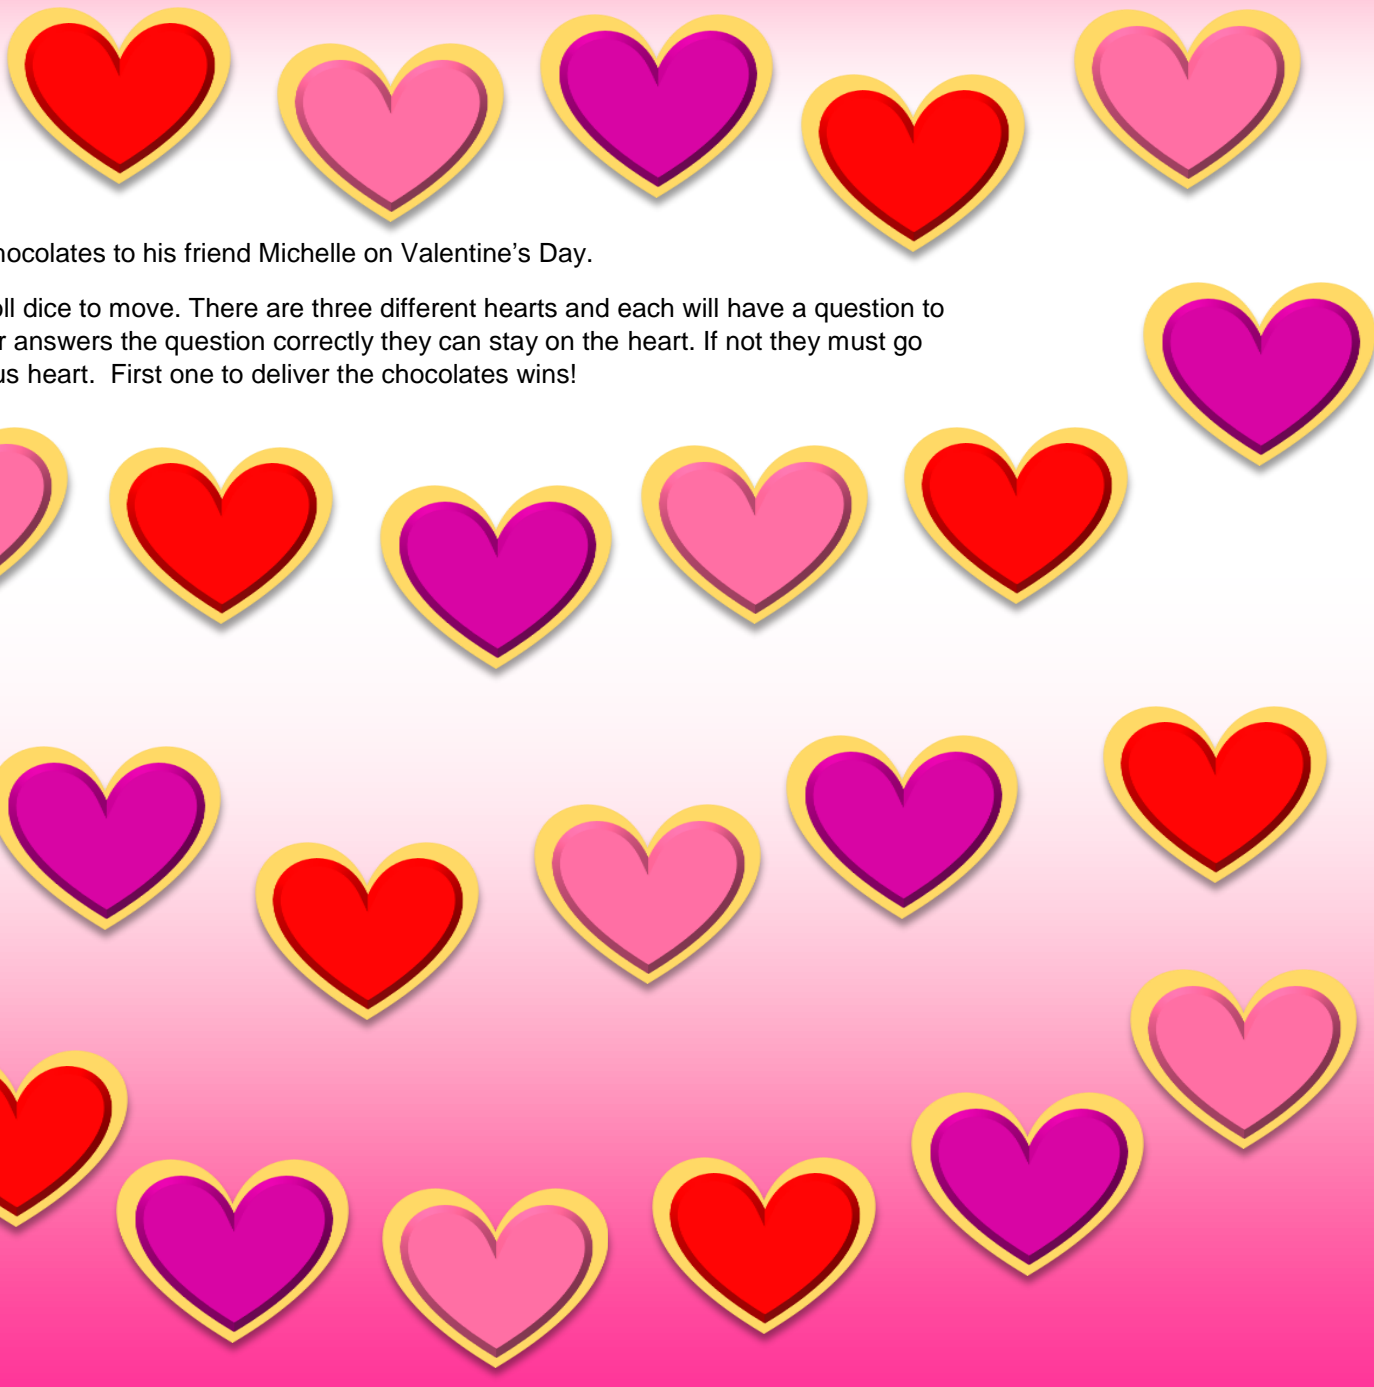 hocolates to his friend Michelle on Valentine's Day.
ll dice to move. There are three different hearts and each will have a question to
r answers the question correctly they can stay on the heart. If not they must go
us heart. First one to deliver the chocolates wins!